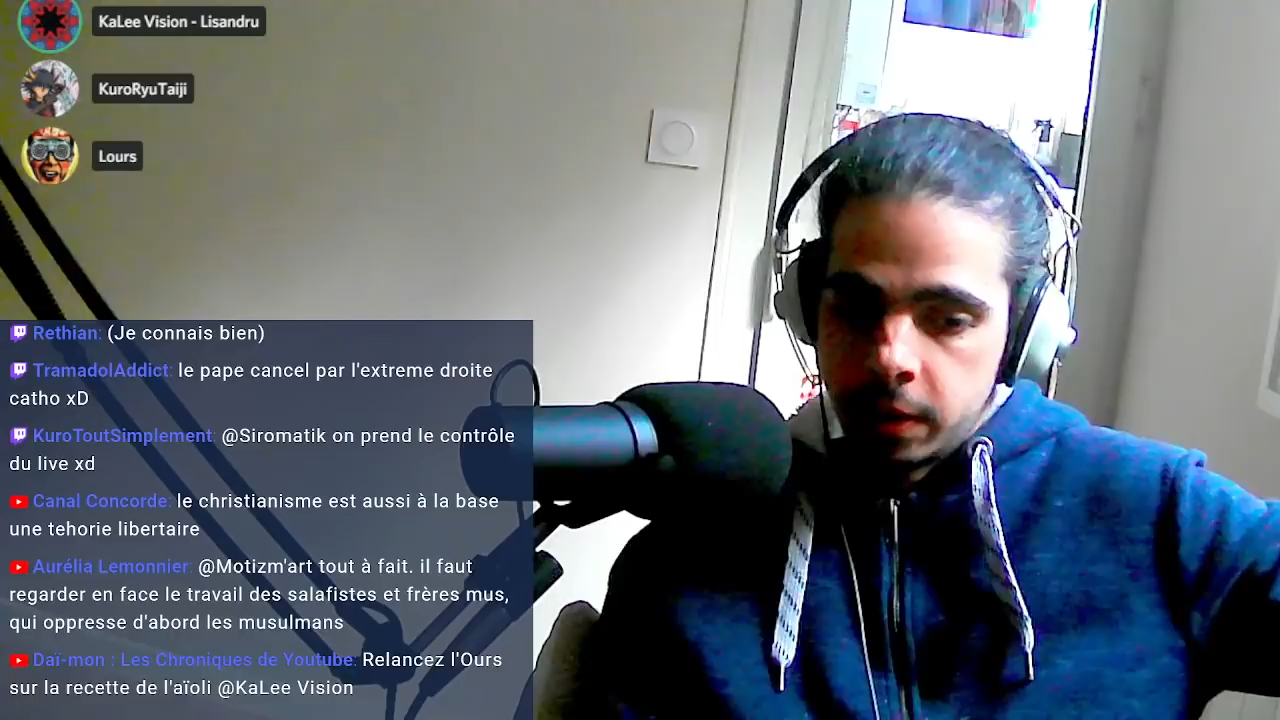 KaLee Vision - Lisandru
KuroRyuTaiji
Lours
Rethian: (Je connais bien)
TramadolAddict: le pape cancel par l'extreme droite
catho xD
KuroToutSimplement: @Siromatik on prend le contrôle
du live xd
Canal Concorde: le christianisme est aussi à la base
une tehorie libertaire
Aurélia Lemonnier: @Motizm'art tout à fait. il faut
regarder en face le travail des salafistes et frères mus,
qui oppresse d'abord les musulmans
Daï-mon : Les Chroniques de Youtube: Relancez l'Ours
sur la recette de l'aïoli @KaLee Vision